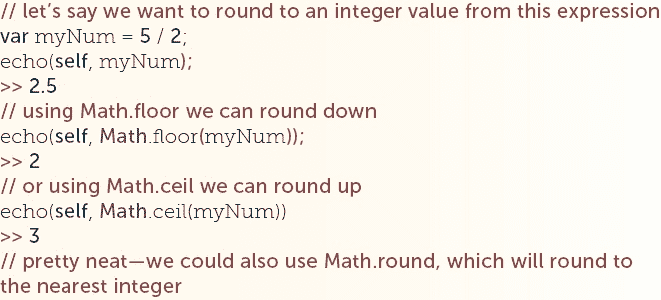 // let’s say we want to round to an integer value from this expression
var myNum = 5 / 2;
echo(self, myNum);
>> 2.5
// using Math.floor we can round down
echo(self, Math.floor(myNum));
>> 2
// or using Math.ceil we can round up
echo(self, Math.ceil(myNum))
>> 3
// pretty neat—we could also use Math.round, which will round to
the nearest integer